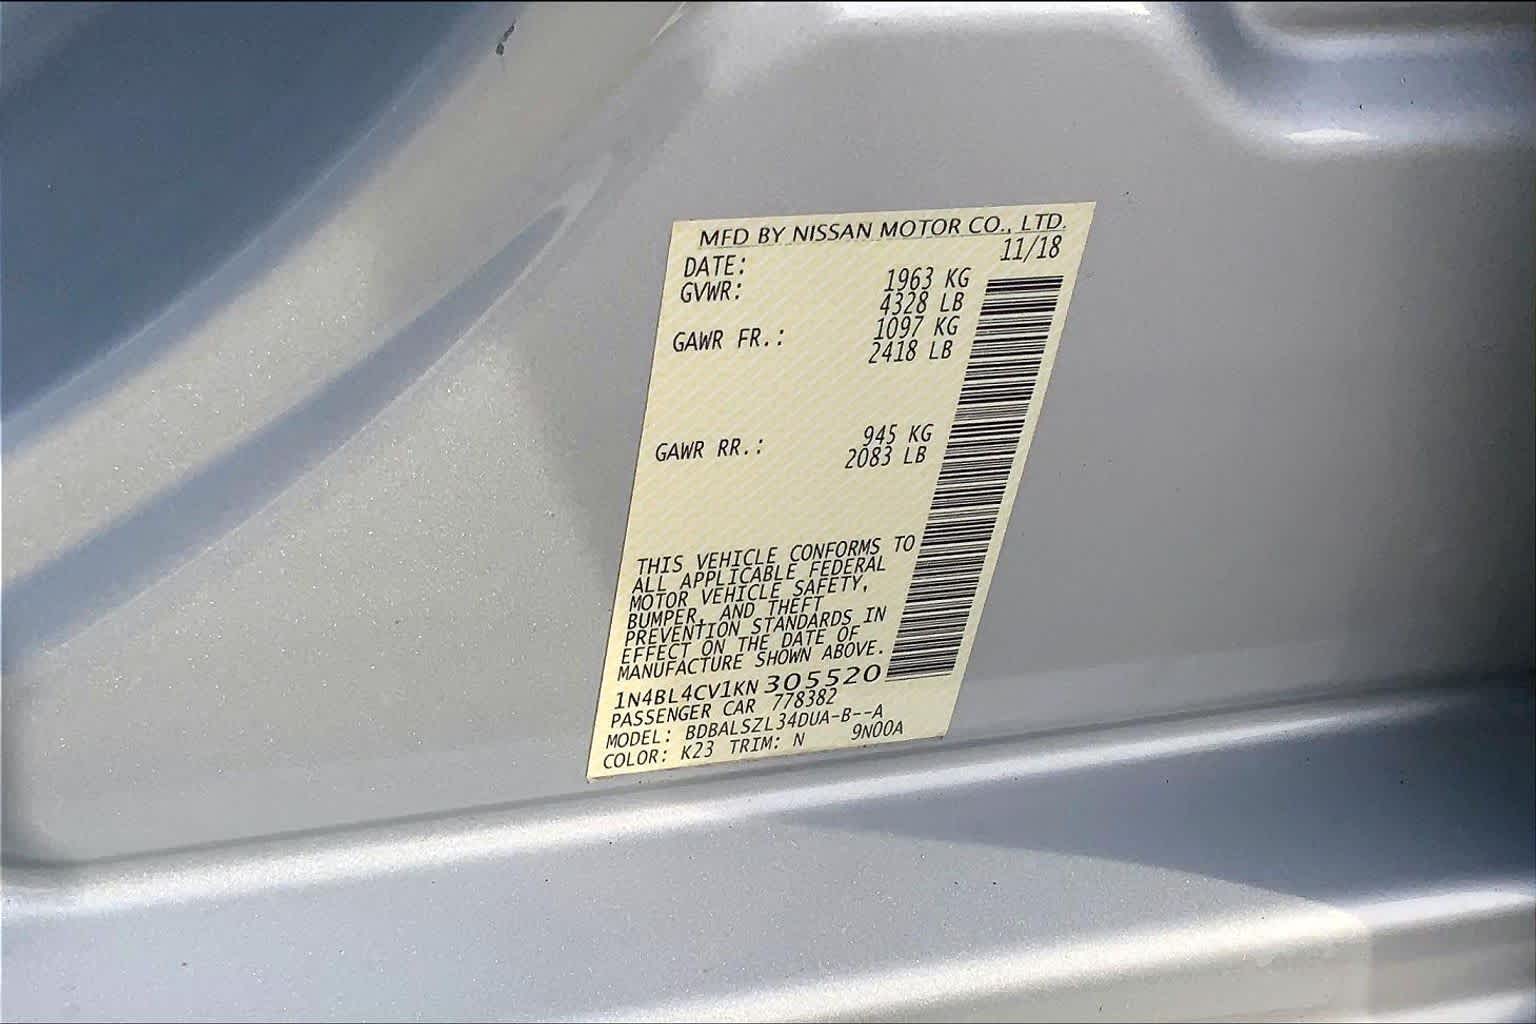 MFD BY NISSAN MOTOR CO., LTD.
DATE: 11/18
GVWR: 1963 KG
4328 LB
GAWR FR.: 1097 KG
2418 LB
GAWR RR.: 945 KG
2083 LB
THIS VEHICLE CONFORMS TO
ALL APPLICABLE FEDERAL
MOTOR VEHICLE SAFETY,
BUMPER, AND THEFT
PREVENTION STANDARDS IN
EFFECT ON THE DATE OF
MANUFACTURE SHOWN ABOVE.
1N4BL4CV1KN305520
PASSENGER CAR 778382
MODEL: BDBALSZL34DUA-B--A
COLOR: K23 TRIM: N 9N00A